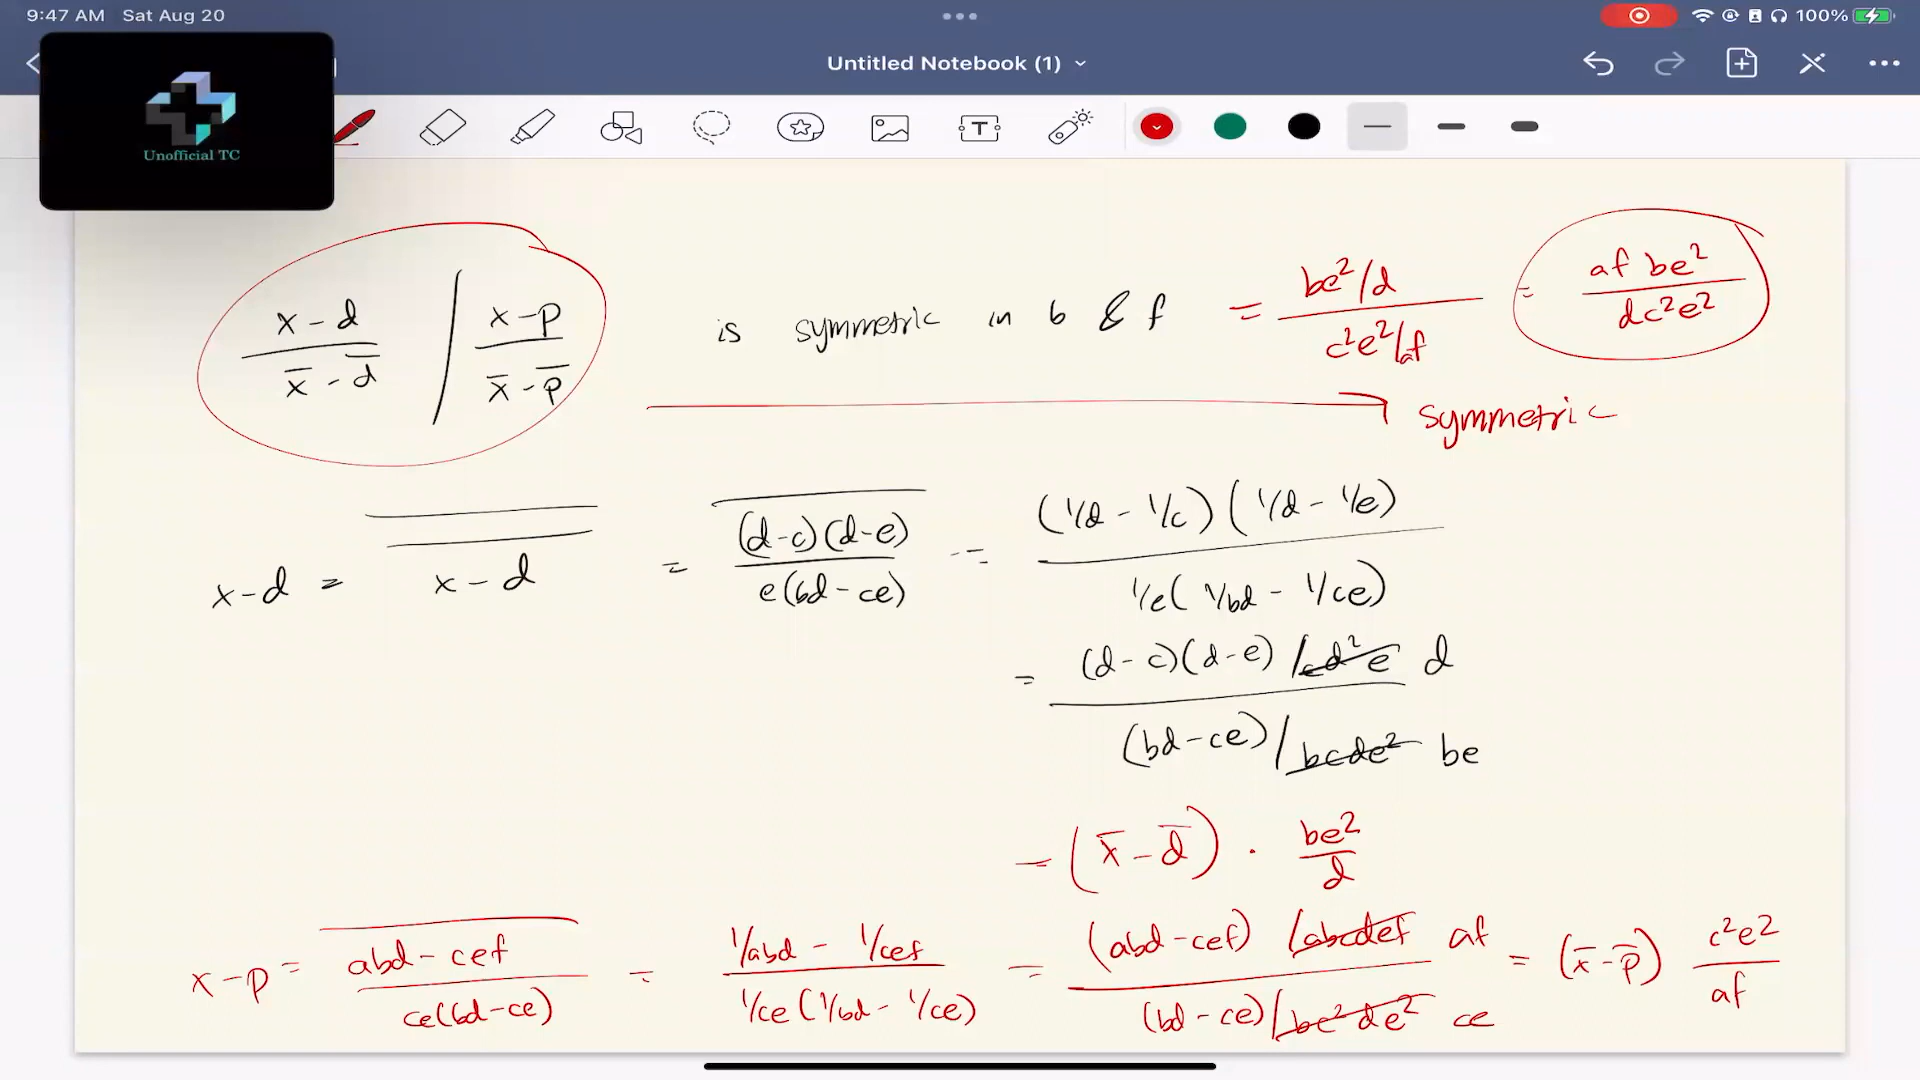 9:47 AM Sat Aug 20
100%
Untitled Notebook (1)
Unofficial TC
x - d / x̅ - d̅ / x - p / x̅ - p̅ is symmetric in b & f = be²/d / c²e²/af = af be² / dc²e²
symmetric
x - d = x - d = (d-c)(d-e) / e(bd-ce) = (1/d - 1/c)(1/d - 1/e) / 1/e(1/bd - 1/ce)
= (d-c)(d-e) /cd²e d / (bd-ce)/bcde² be
= (x̅ - d̅) · be²/d
x - p = abd - cef / ce(bd-ce) = 1/abd - 1/cef / 1/ce(1/bd - 1/ce) = (abd-cef) /abcdef af / (bd-ce)/bc²de² ce = (x̅-p̅) c²e²/af